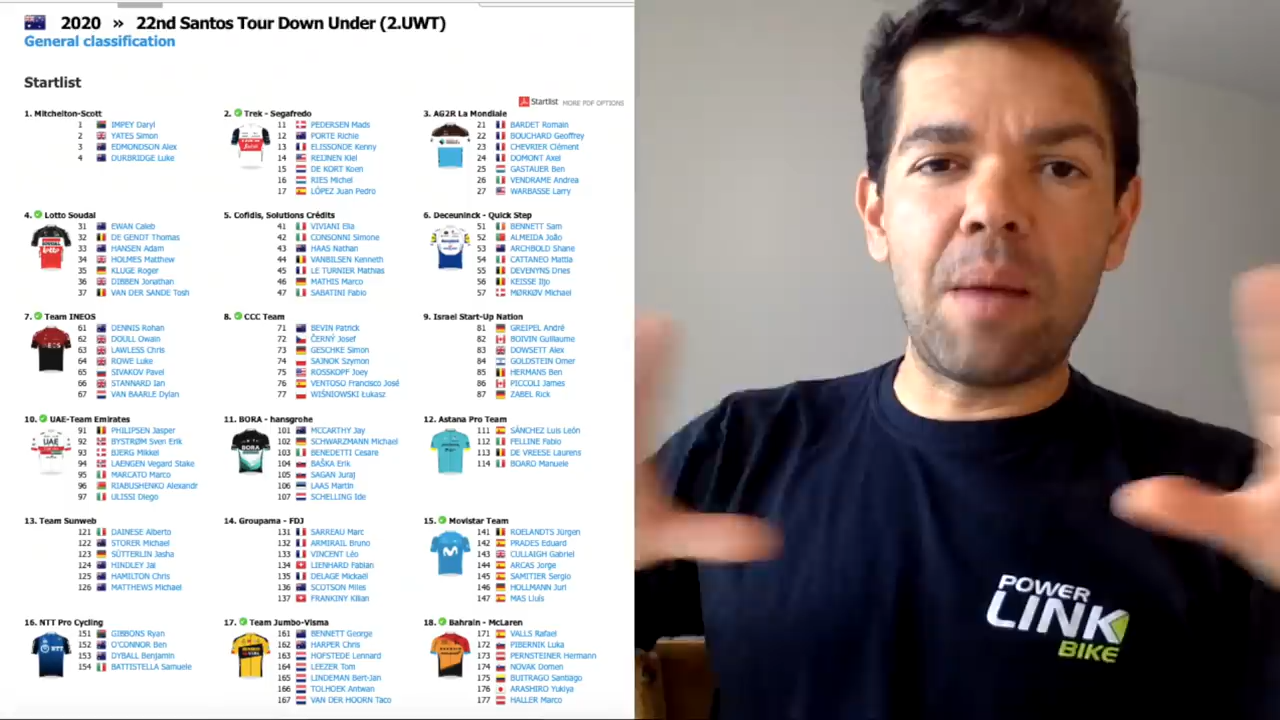 2020 » 22nd Santos Tour Down Under (2.UWT)
General classification
Startlist
Startlist MORE PDF OPTIONS
1. Mitchelton-Scott
1 IMPEY Daryl
2 YATES Simon
3 EDMONDSON Alex
4 DURBRIDGE Luke
2. Trek - Segafredo
11 PEDERSEN Mads
12 PORTE Richie
13 ELISSONDE Kenny
14 REIJNEN Kiel
15 DE KORT Koen
16 RIES Michel
17 LÓPEZ Juan Pedro
3. AG2R La Mondiale
21 BARDET Romain
22 BOUCHARD Geoffrey
23 CHEVRIER Clément
24 DOMONT Axel
25 GASTAUER Ben
26 VENDRAME Andrea
27 WARBASSE Larry
4. Lotto Soudal
31 EWAN Caleb
32 DE GENDT Thomas
33 HANSEN Adam
34 HOLMES Matthew
35 KLUGE Roger
36 DIBBEN Jonathan
37 VAN DER SANDE Tosh
5. Cofidis, Solutions Crédits
41 VIVIANI Elia
42 CONSONNI Simone
43 HAAS Nathan
44 VANBILSEN Kenneth
45 LE TURNIER Mathias
46 MATHIS Marco
47 SABATINI Fabio
6. Deceuninck - Quick Step
51 BENNETT Sam
52 ALMEIDA João
53 ARCHBOLD Shane
54 CATTANEO Mattia
55 DEVENYNS Dries
56 KEISSE Iljo
57 MØRKØV Michael
7. Team INEOS
61 DENNIS Rohan
62 DOULL Owain
63 LAWLESS Chris
64 ROWE Luke
65 SIVAKOV Pavel
66 STANNARD Ian
67 VAN BAARLE Dylan
8. CCC Team
71 BEVIN Patrick
72 ČERNÝ Josef
73 GESCHKE Simon
74 SAJNOK Szymon
75 ROSSKOPF Joey
76 VENTOSO Francisco José
77 WIŚNIOWSKI Łukasz
9. Israel Start-Up Nation
81 GREIPEL André
82 BOIVIN Guillaume
83 DOWSETT Alex
84 GOLDSTEIN Omer
85 HERMANS Ben
86 PICCOLI James
87 ZABEL Rick
10. UAE-Team Emirates
91 PHILIPSEN Jasper
92 BYSTRØM Sven Erik
93 BJERG Mikkel
94 LAENGEN Vegard Stake
95 MARCATO Marco
96 RIABUSHENKO Alexandr
97 ULISSI Diego
11. BORA - hansgrohe
101 MCCARTHY Jay
102 SCHWARZMANN Michael
103 BENEDETTI Cesare
104 BAŠKA Erik
105 SAGAN Juraj
106 LAAS Martin
107 SCHELLING Ide
12. Astana Pro Team
111 SÁNCHEZ Luis León
112 FELLINE Fabio
113 DE VREESE Laurens
114 BOARO Manuele
13. Team Sunweb
121 DAINESE Alberto
122 STORER Michael
123 SÜTTERLIN Jasha
124 HINDLEY Jai
125 HAMILTON Chris
126 MATTHEWS Michael
14. Groupama - FDJ
131 SARREAU Marc
132 ARMIRAIL Bruno
133 VINCENT Léo
134 LIENHARD Fabian
135 DELAGE Mickaël
136 SCOTSON Miles
137 FRANKINY Kilian
15. Movistar Team
141 ROELANDTS Jürgen
142 PRADES Eduard
143 CULLAIGH Gabriel
144 ARCAS Jorge
145 SAMITIER Sergio
146 HOLLMANN Juri
147 MAS Lluís
16. NTT Pro Cycling
151 GIBBONS Ryan
152 O'CONNOR Ben
153 DYBALL Benjamin
154 BATTISTELLA Samuele
17. Team Jumbo-Visma
161 BENNETT George
162 HARPER Chris
163 HOFSTEDE Lennard
164 LEEZER Tom
165 LINDEMAN Bert-Jan
166 TOLHOEK Antwan
167 VAN DER HOORN Taco
18. Bahrain - McLaren
171 VALLS Rafael
172 PIBERNIK Luka
173 PERNSTEINER Hermann
174 NOVAK Domen
175 BUITRAGO Santiago
176 ARASHIRO Yukiya
177 HALLER Marco
UAE
BORA
NTT
POWER
LINK
BIKE